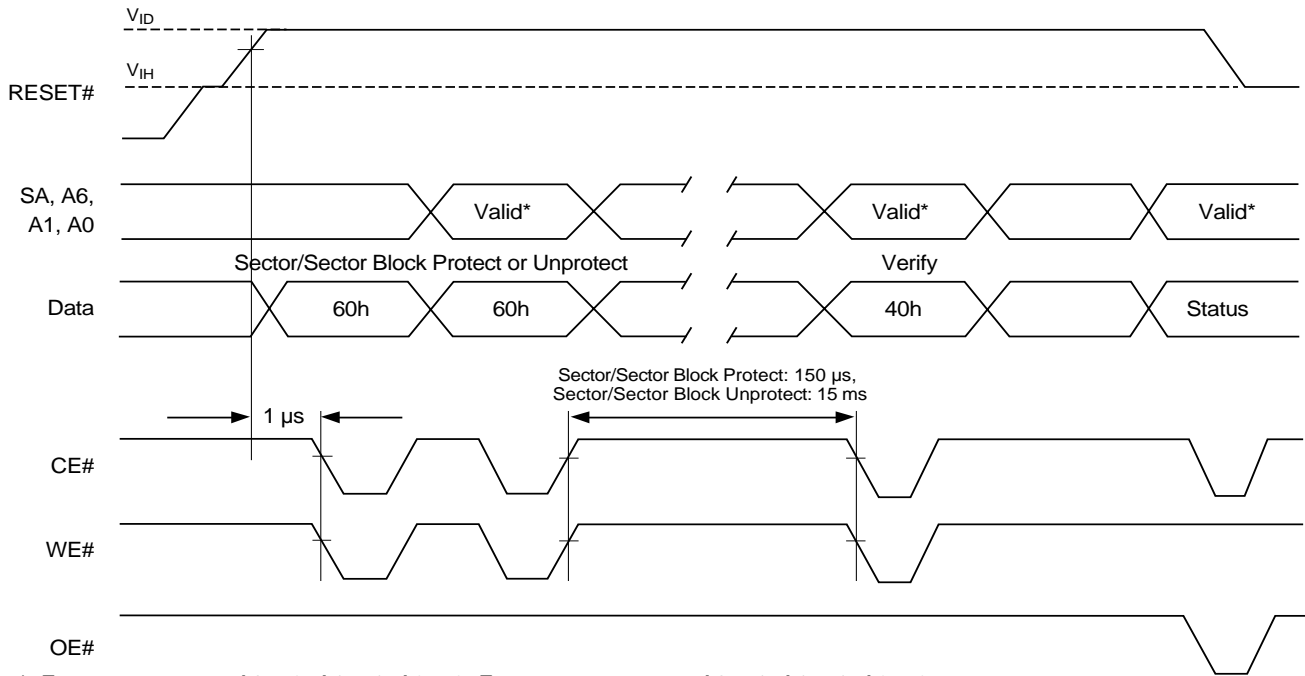 VID
VIH
RESET#
SA, A6,
A1, A0
Valid*
Valid*
Valid*
Sector/Sector Block Protect or Unprotect
Verify
Data
60h
60h
40h
Status
Sector/Sector Block Protect: 150 µs,
Sector/Sector Block Unprotect: 15 ms
1 µs
CE#
WE#
OE#